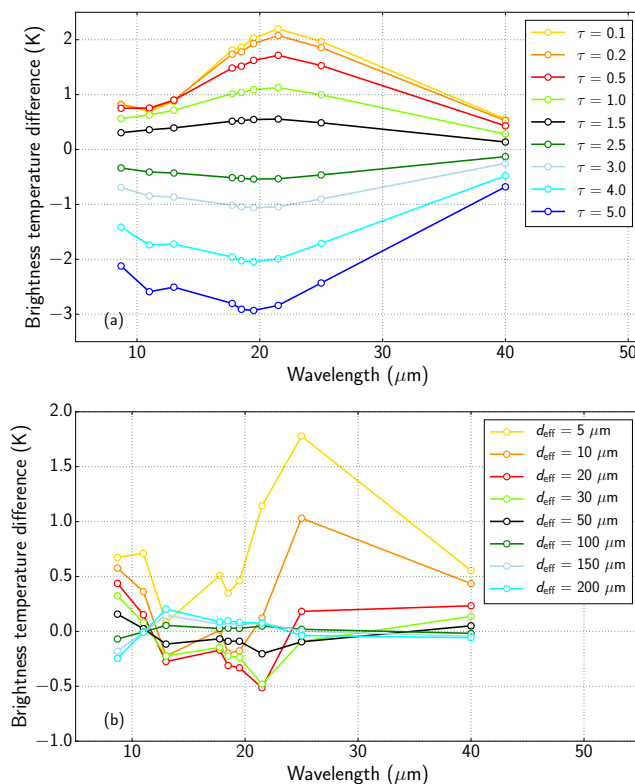 2
1
0
−1
−2
−3
Brightness temperature difference (K)
(a)
τ = 0.1
τ = 0.2
τ = 0.5
τ = 1.0
τ = 1.5
τ = 2.5
τ = 3.0
τ = 4.0
τ = 5.0
10 20 30 40 50
Wavelength (μm)
2.0
1.5
1.0
0.5
0.0
−0.5
−1.0
Brightness temperature difference (K)
(b)
d_eff = 5 μm
d_eff = 10 μm
d_eff = 20 μm
d_eff = 30 μm
d_eff = 50 μm
d_eff = 100 μm
d_eff = 150 μm
d_eff = 200 μm
10 20 30 40 50
Wavelength (μm)